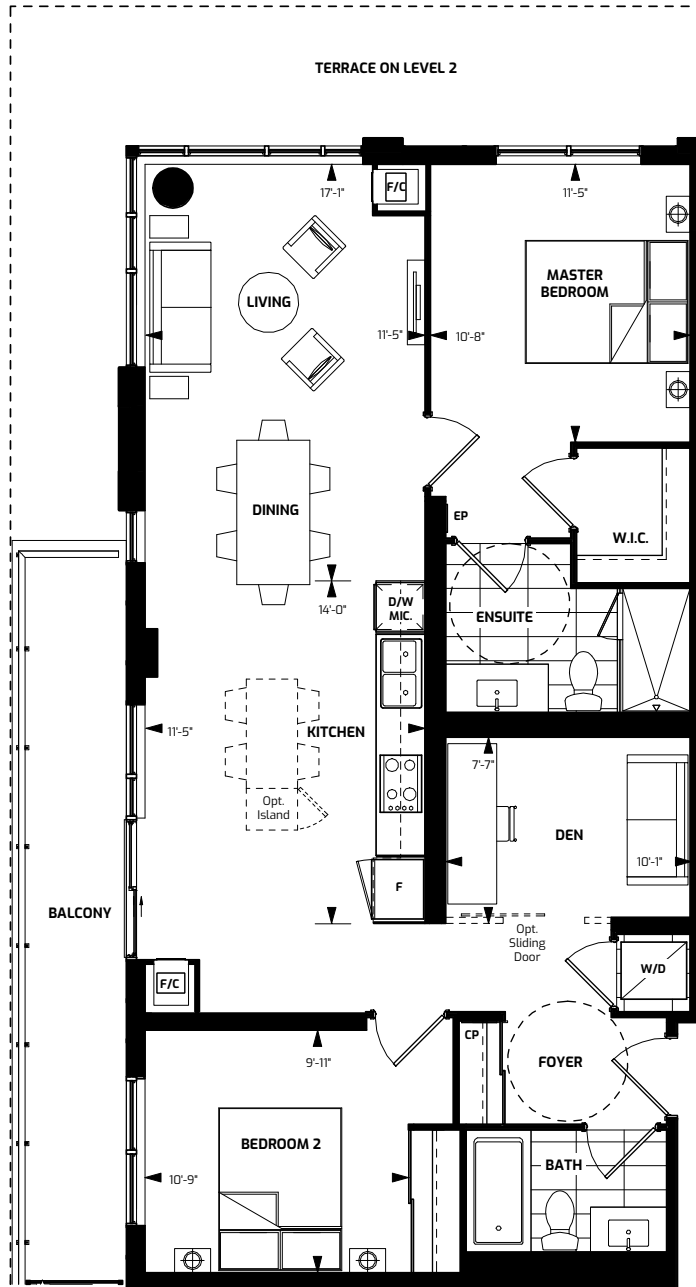 TERRACE ON LEVEL 2
17'-1"
F/C
11'-5"
LIVING
MASTER
BEDROOM
11'-5"
10'-8"
DINING
EP
W.I.C.
14'-0"
D/W
MIC.
ENSUITE
11'-5"
KITCHEN
7'-7"
Opt.
Island
DEN
10'-1"
F
BALCONY
Opt.
Sliding
Door
W/D
F/C
CP
9'-11"
FOYER
BEDROOM 2
BATH
10'-9"